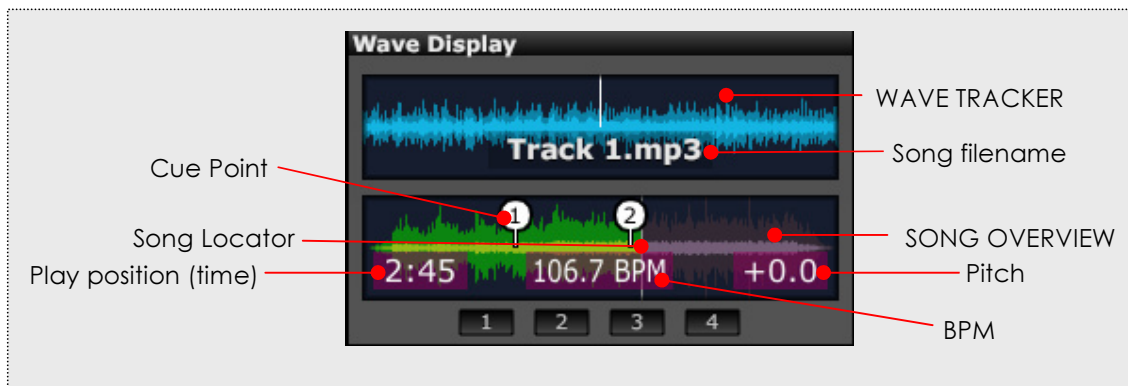 Wave Display
WAVE TRACKER
Track 1.mp3
Song filename
Cue Point
1
2
Song Locator
SONG OVERVIEW
Play position (time)
2:45
106.7 BPM
+0.0
Pitch
1 2 3 4
BPM